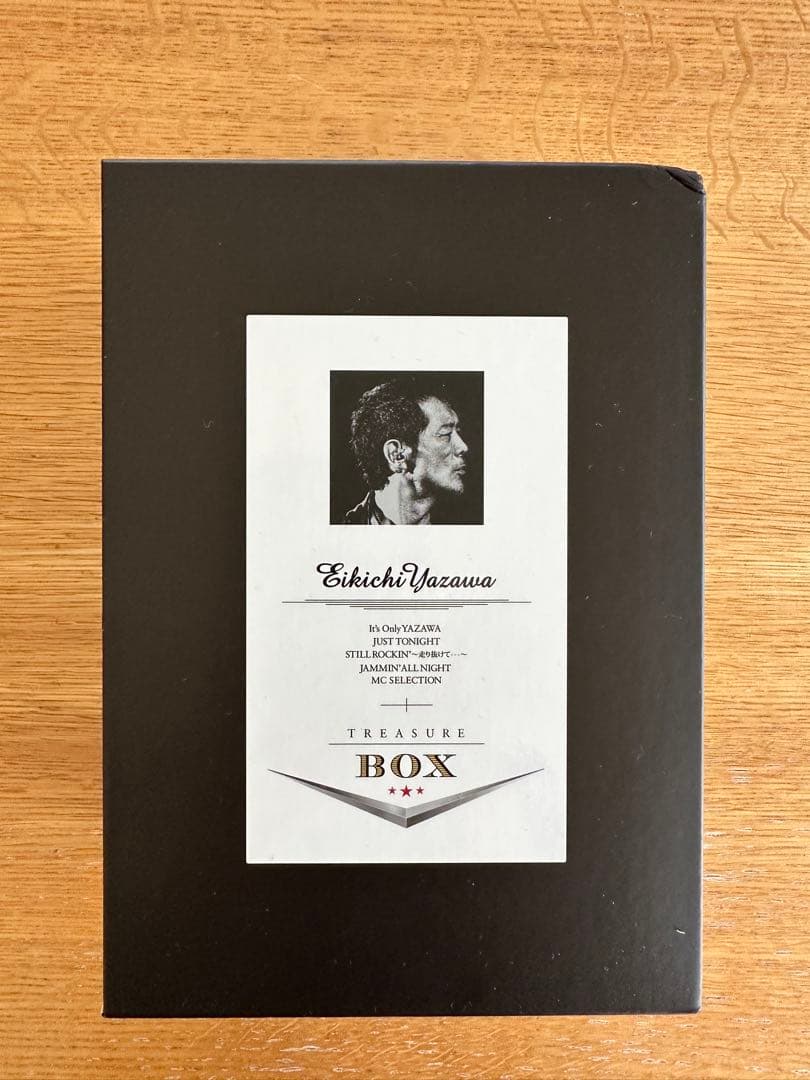 Eikichi Yazawa
It's Only YAZAWA
JUST TONIGHT
STILL ROCKIN' 〜走り抜けて・・・〜
JAMMIN' ALL NIGHT
MC SELECTION
TREASURE
BOX